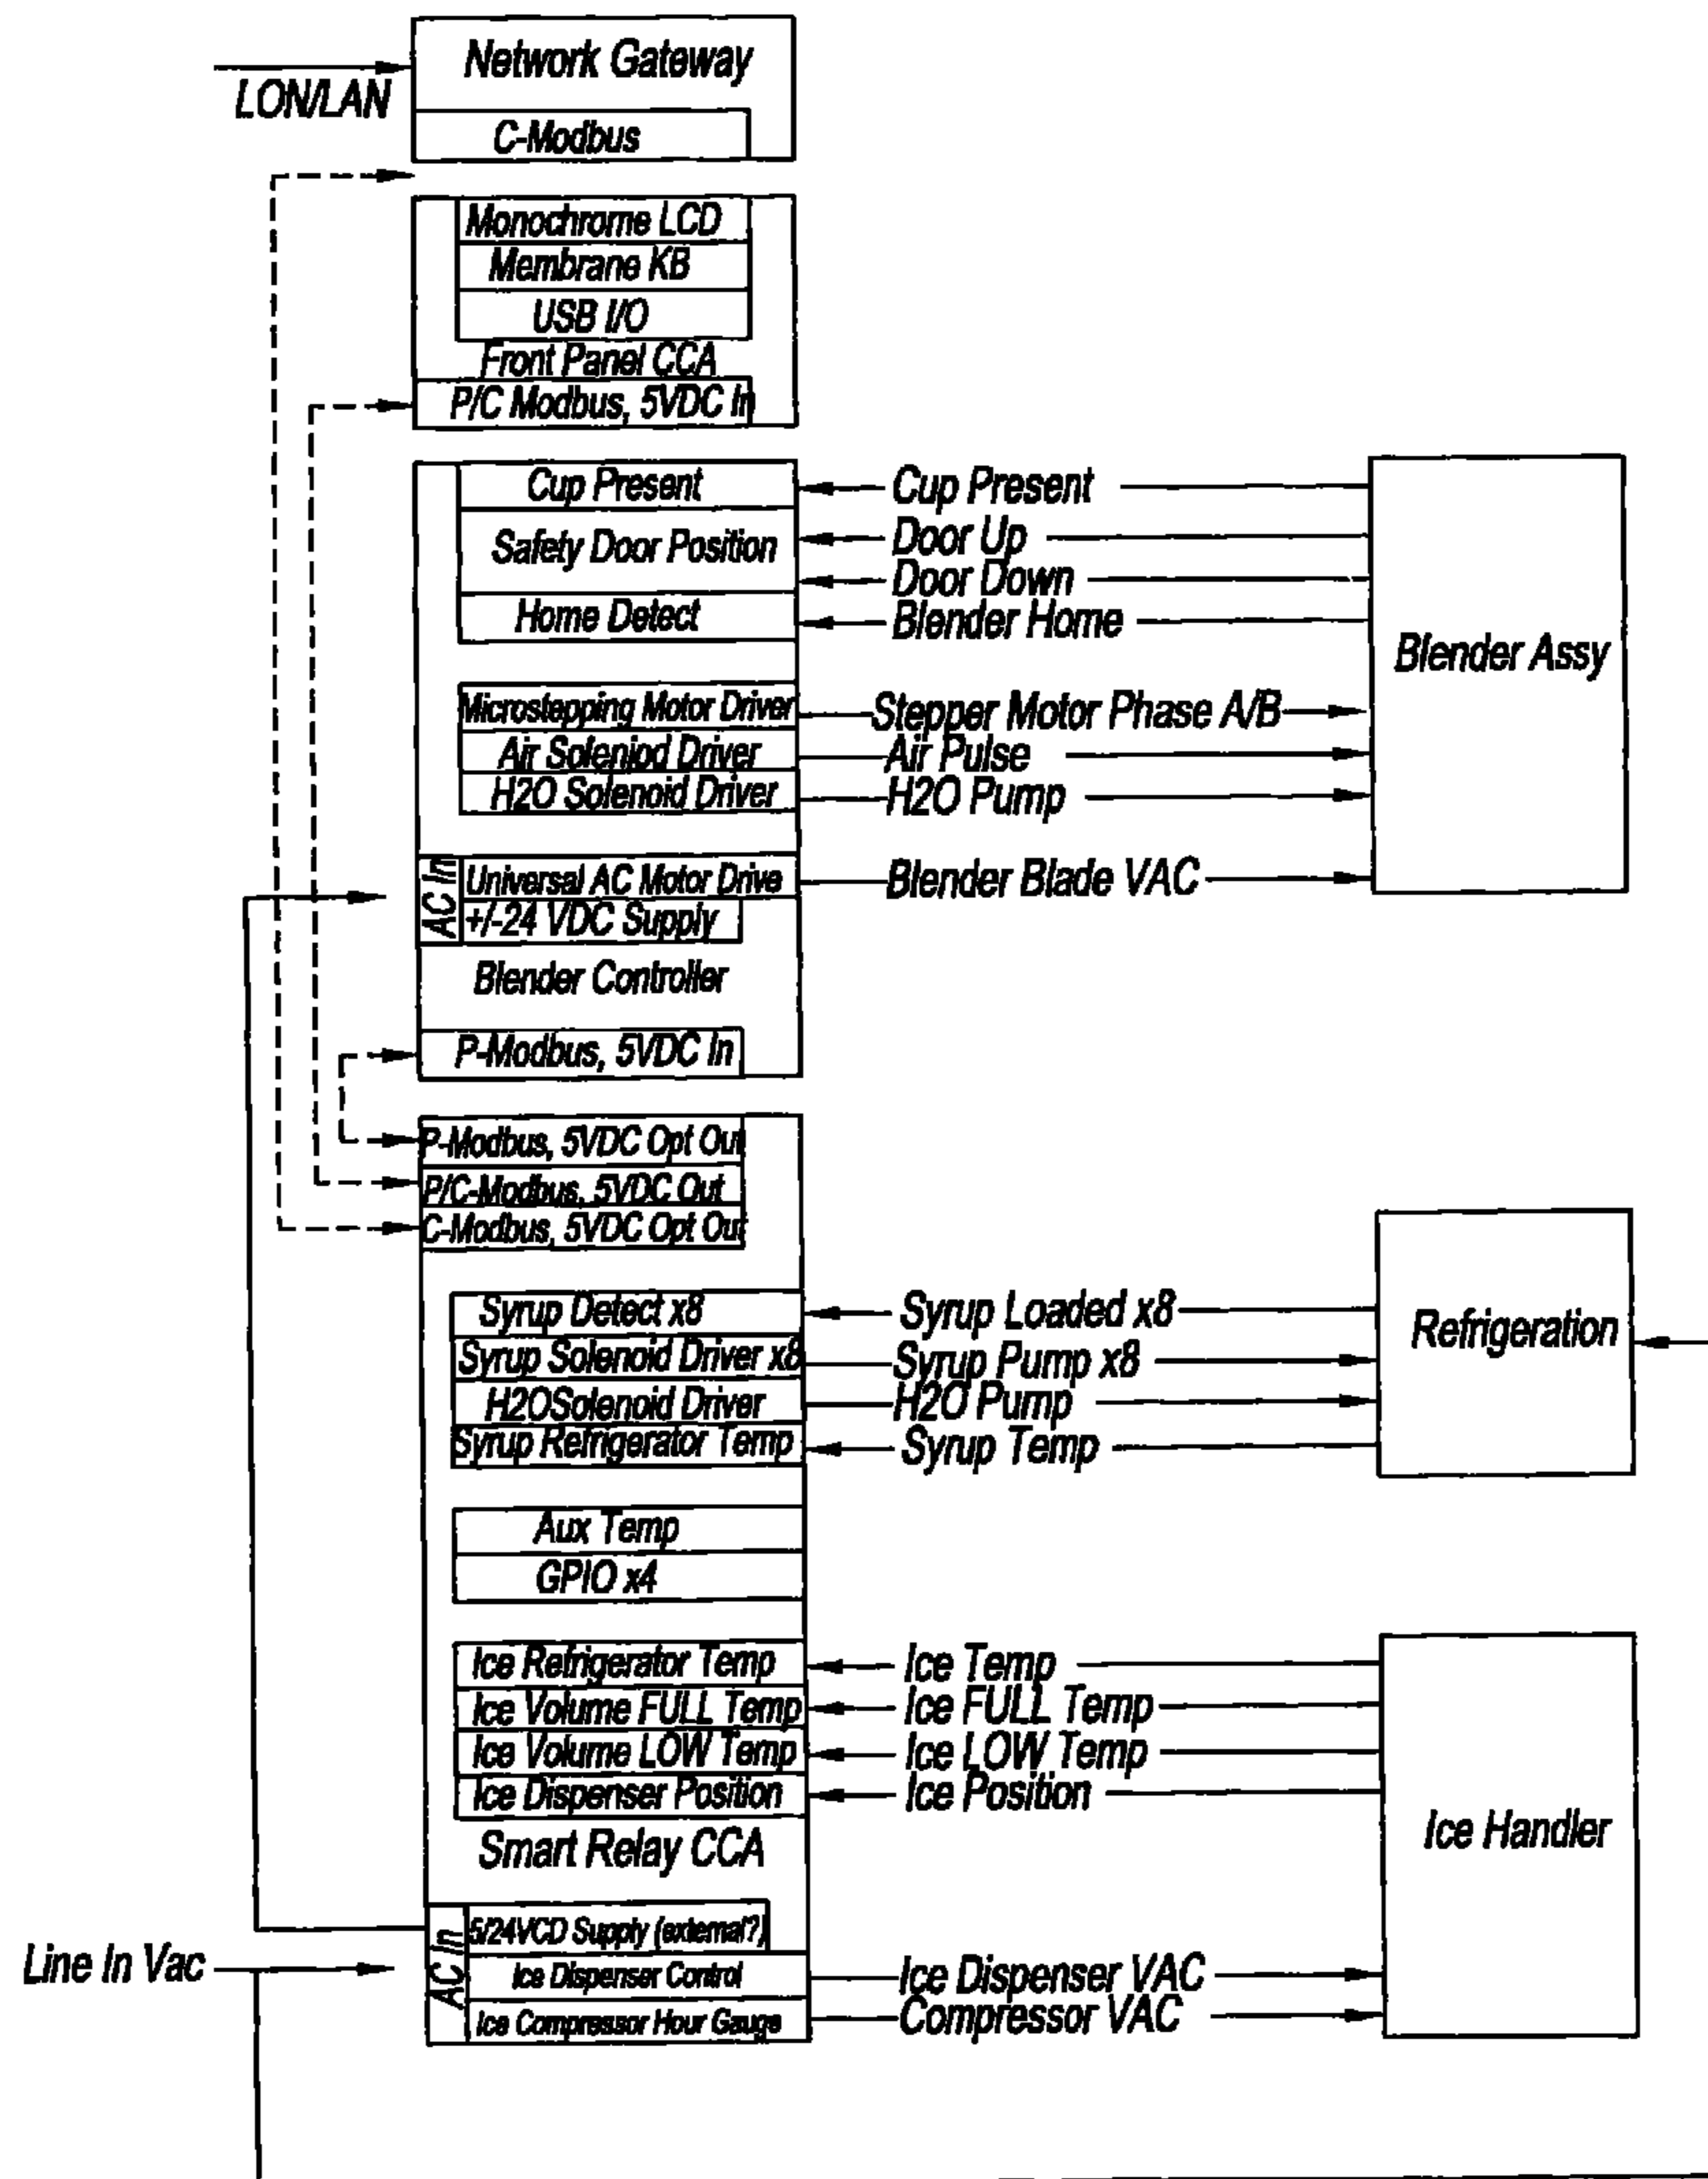 Network Gateway
LON/LAN
C-Modbus
Monochrome LCD
Membrane KB
USB I/O
Front Panel CCA
P/C Modbus, 5VDC In
Cup Present
Cup Present
Safety Door Position
Door Up
Door Down
Home Detect
Blender Home
Blender Assy
Microstepping Motor Driver
Stepper Motor Phase A/B
Air Soleniod Driver
Air Pulse
H2O Solenoid Driver
H2O Pump
AC In
Universal AC Motor Drive
Blender Blade VAC
+/-24 VDC Supply
Blender Controller
P-Modbus, 5VDC In
P-Modbus, 5VDC Opt Out
P/C-Modbus, 5VDC Out
C-Modbus, 5VDC Opt Out
Syrup Detect x8
Syrup Loaded x8
Refrigeration
Syrup Solenoid Driver x8
Syrup Pump x8
H2OSolenoid Driver
H2O Pump
Syrup Refrigerator Temp
Syrup Temp
Aux Temp
GPIO x4
Ice Refrigerator Temp
Ice Temp
Ice Volume FULL Temp
Ice FULL Temp
Ice Volume LOW Temp
Ice LOW Temp
Ice Dispenser Position
Ice Position
Ice Handler
Smart Relay CCA
Line In Vac
AC In
5/24VCD Supply (external?)
Ice Dispenser Control
Ice Dispenser VAC
Ice Compressor Hour Gauge
Compressor VAC